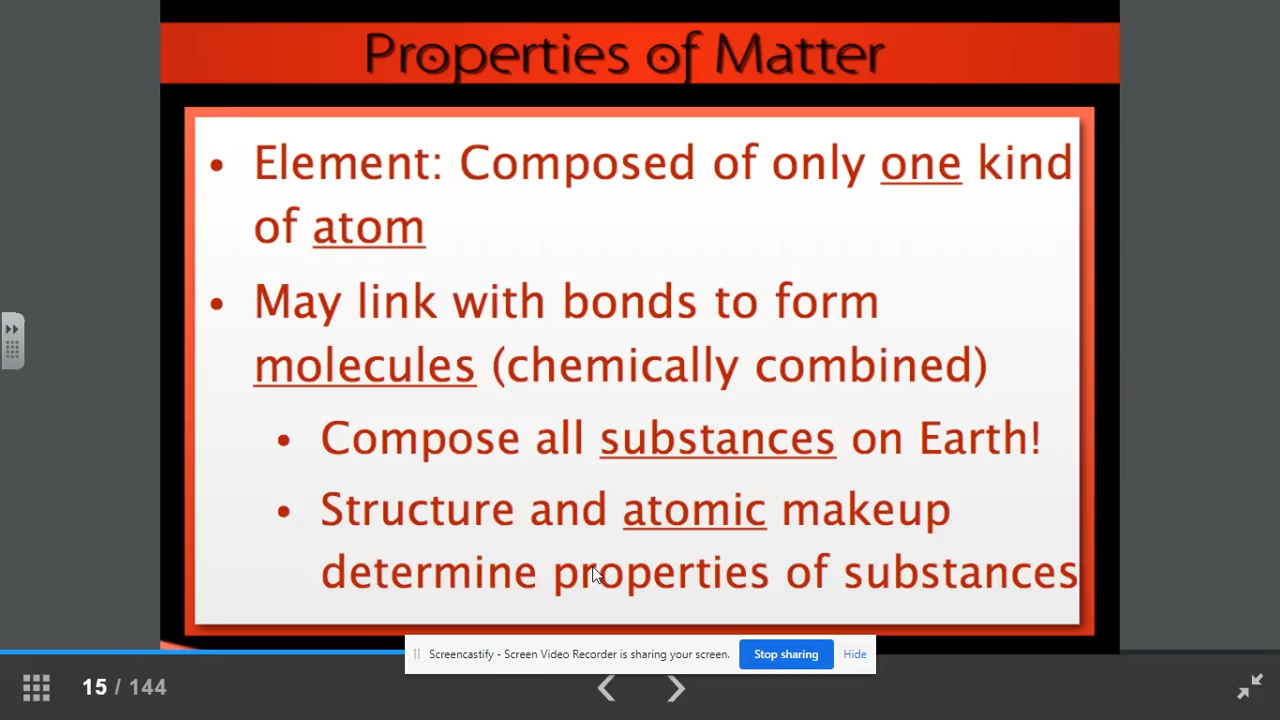 Properties of Matter
• Element: Composed of only one kind
of atom
• May link with bonds to form
molecules (chemically combined)
• Compose all substances on Earth!
• Structure and atomic makeup
determine properties of substances
Screencastify - Screen Video Recorder is sharing your screen. Stop sharing Hide
15 / 144